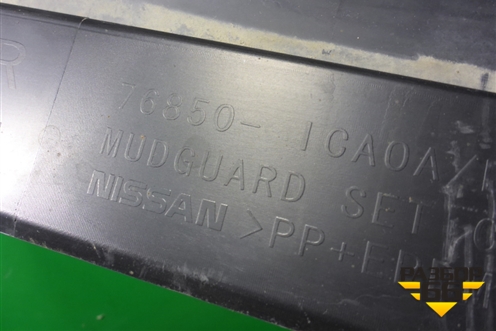 R
76850- 1CA0A/
MUDGUARD SET
NISSAN >PP+E